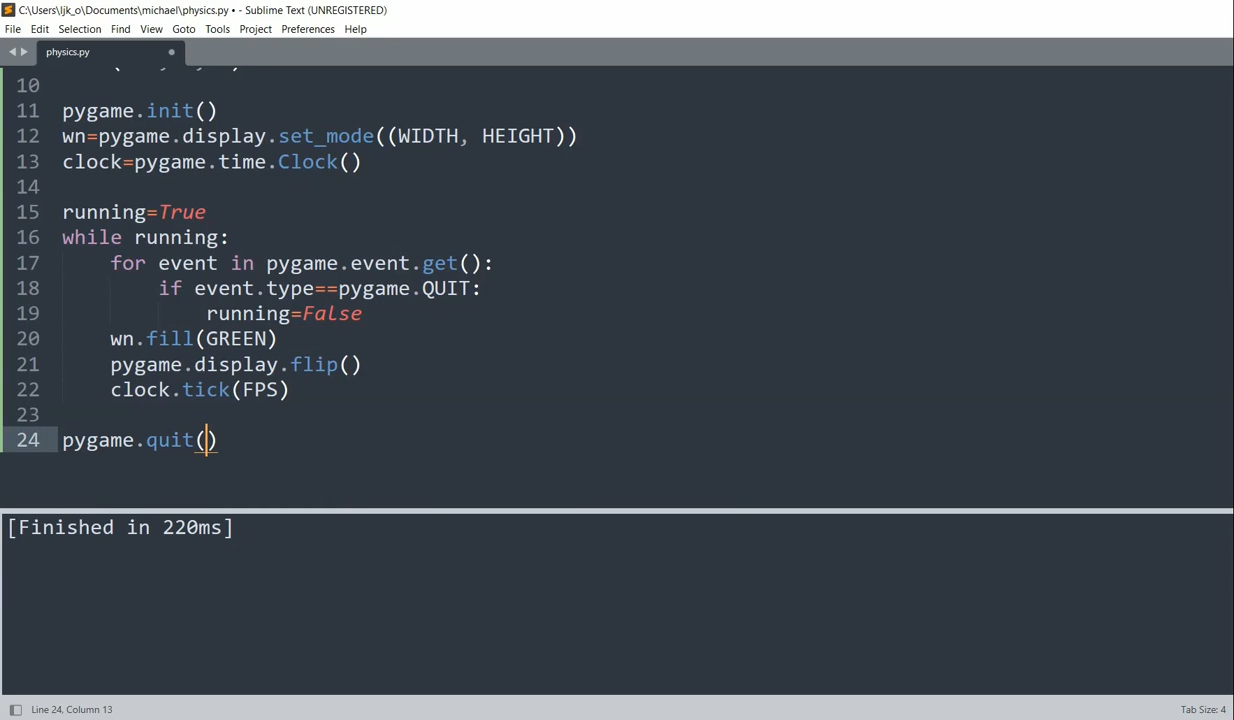 C:\Users\ljk_o\Documents\michael\physics.py • - Sublime Text (UNREGISTERED)
File Edit Selection Find View Goto Tools Project Preferences Help
physics.py
10
11 pygame.init()
12 wn=pygame.display.set_mode((WIDTH, HEIGHT))
13 clock=pygame.time.Clock()
14
15 running=True
16 while running:
17 for event in pygame.event.get():
18 if event.type==pygame.QUIT:
19 running=False
20 wn.fill(GREEN)
21 pygame.display.flip()
22 clock.tick(FPS)
23
24 pygame.quit()
[Finished in 220ms]
Line 24, Column 13 Tab Size: 4